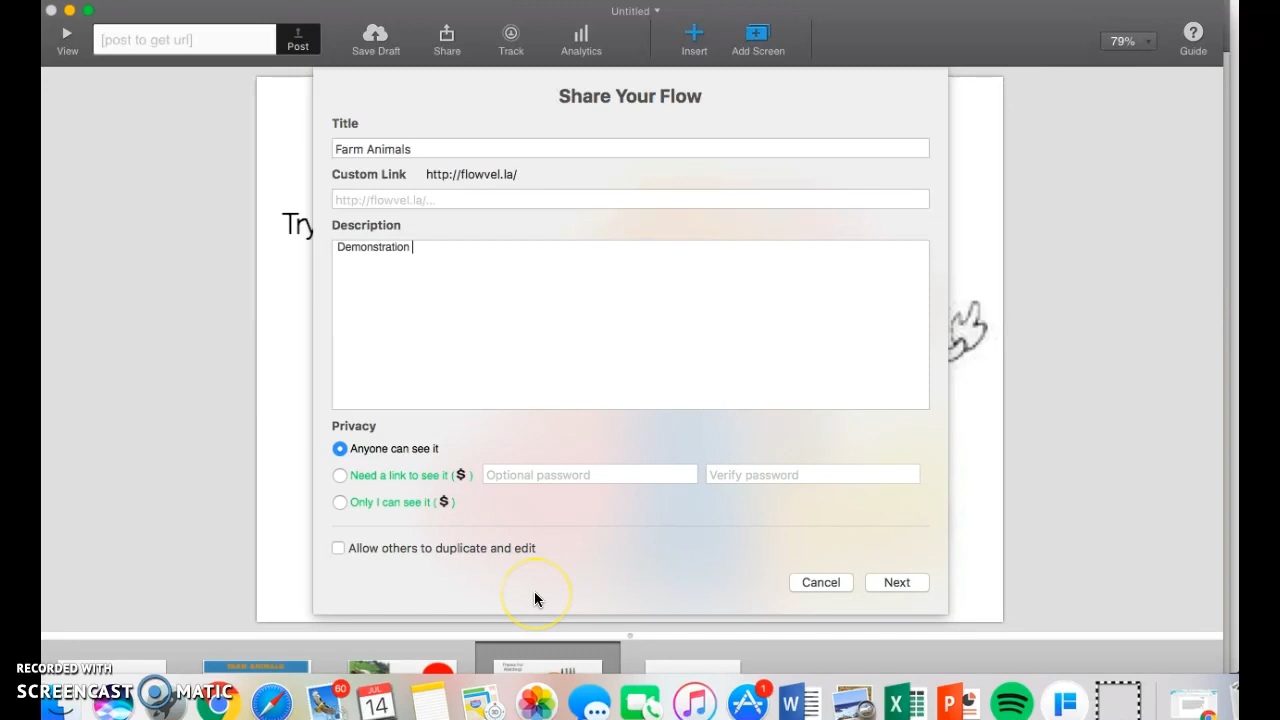 Untitled
[post to get url]
View
Post
Save Draft
Share
Track
Analytics
Insert
Add Screen
79%
Guide
Share Your Flow
Title
Farm Animals
Custom Link http://flowvel.la/
http://flowvel.la/...
Try
Description
Demonstration
Privacy
Anyone can see it
Need a link to see it ( $ ) Optional password Verify password
Only I can see it ( $ )
Allow others to duplicate and edit
Cancel Next
FARM ANIMALS
RECORDED WITH
SCREENCAST MATIC
60
JUL
14
1